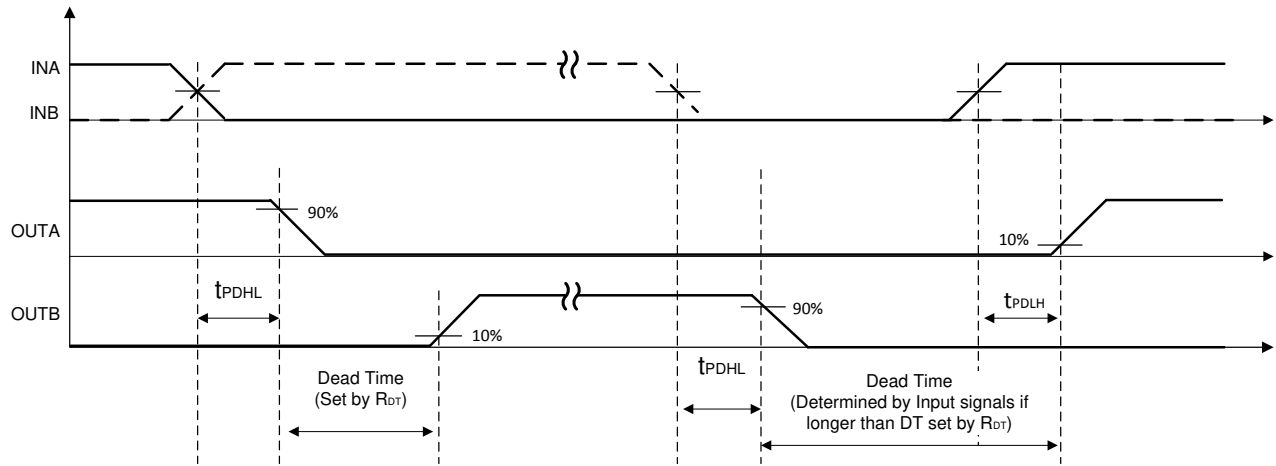 INA
INB
OUTA
90%
10%
tPDHL
tPDLH
OUTB
10%
90%
Dead Time
(Set by RDT)
tPDHL
Dead Time
(Determined by Input signals if
longer than DT set by RDT)